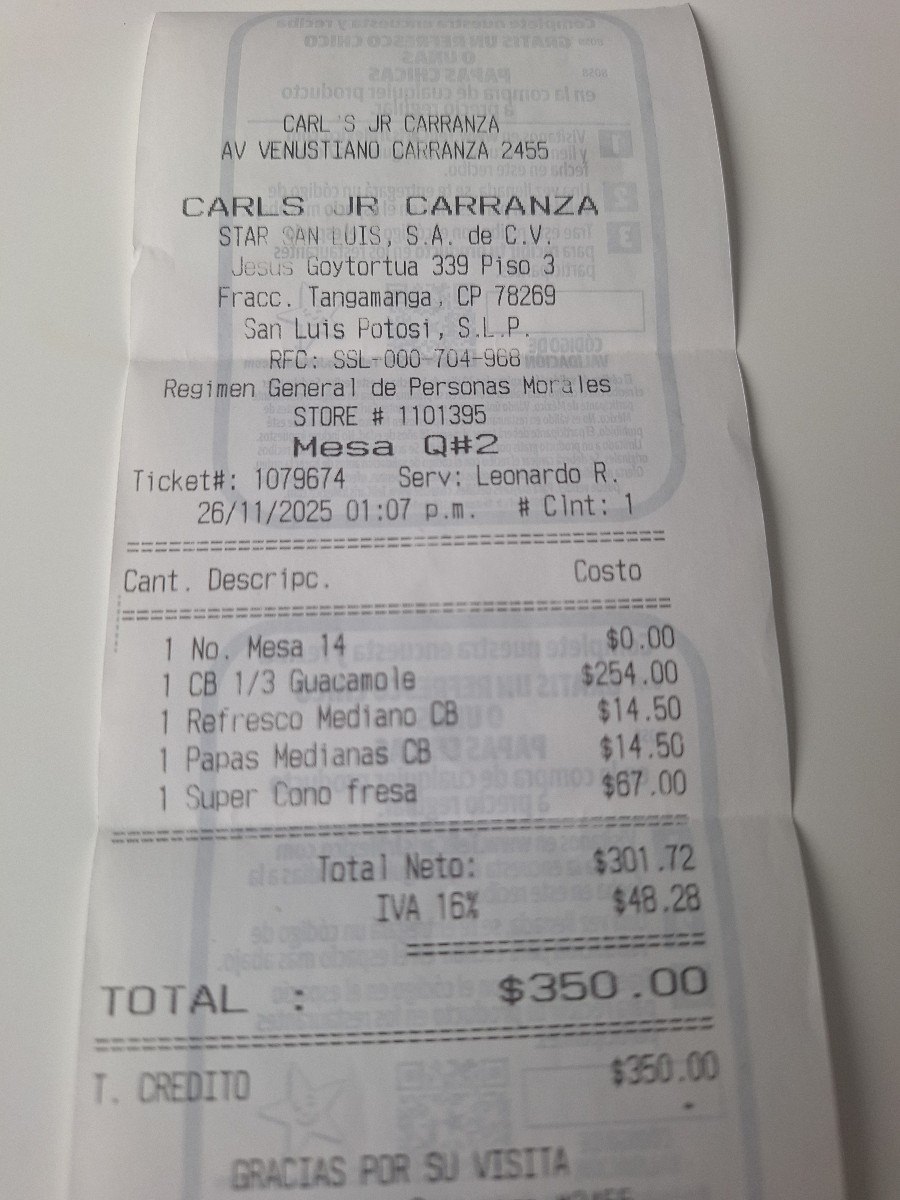 CARL'S JR CARRANZA
AV VENUSTIANO CARRANZA 2455
CARLS JR CARRANZA
STAR SAN LUIS, S.A. de C.V.
Jesus Goytortua 339 Piso 3
Fracc. Tangamanga, CP 78269
San Luis Potosi, S.L.P.
RFC: SSL-000-704-968
Regimen General de Personas Morales
STORE # 1101395
Mesa Q#2
Ticket#: 1079674 Serv: Leonardo R.
26/11/2025 01:07 p.m. # Clnt: 1
Cant. Descripc. Costo
1 No. Mesa 14 $0.00
1 CB 1/3 Guacamole $254.00
1 Refresco Mediano CB $14.50
1 Papas Medianas CB $14.50
1 Super Cono fresa $67.00
Total Neto: $301.72
IVA 16% $48.28
TOTAL : $350.00
T. CREDITO $350.00
GRACIAS POR SU VISITA